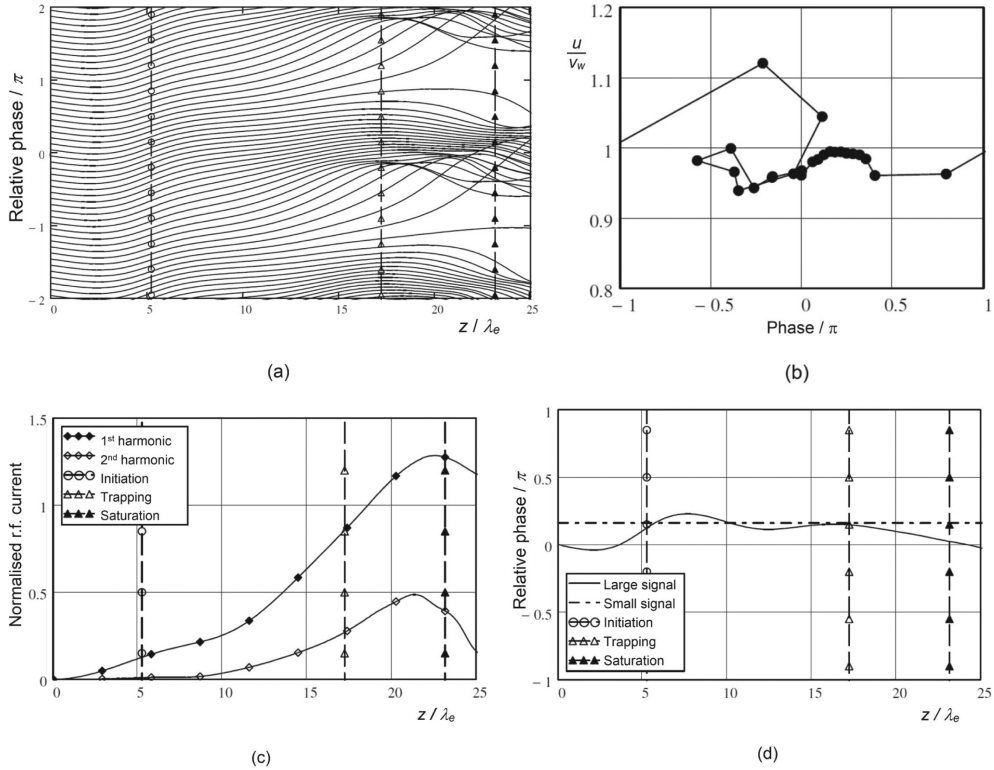 Relative phase / π
2
1
0
− 1
− 2
0
5
10
15
20
25
z / λe
(a)
u
vw
1.2
1.1
1
0.9
0.8
− 1
− 0.5
0
0.5
1
Phase / π
(b)
Normalised r.f. current
1.5
1
0.5
0
1st harmonic
2nd harmonic
Initiation
Trapping
Saturation
0
5
10
15
20
25
z / λe
(c)
Relative phase / π
1
0.5
0
− 0.5
− 1
Large signal
Small signal
Initiation
Trapping
Saturation
0
5
10
15
20
25
z / λe
(d)